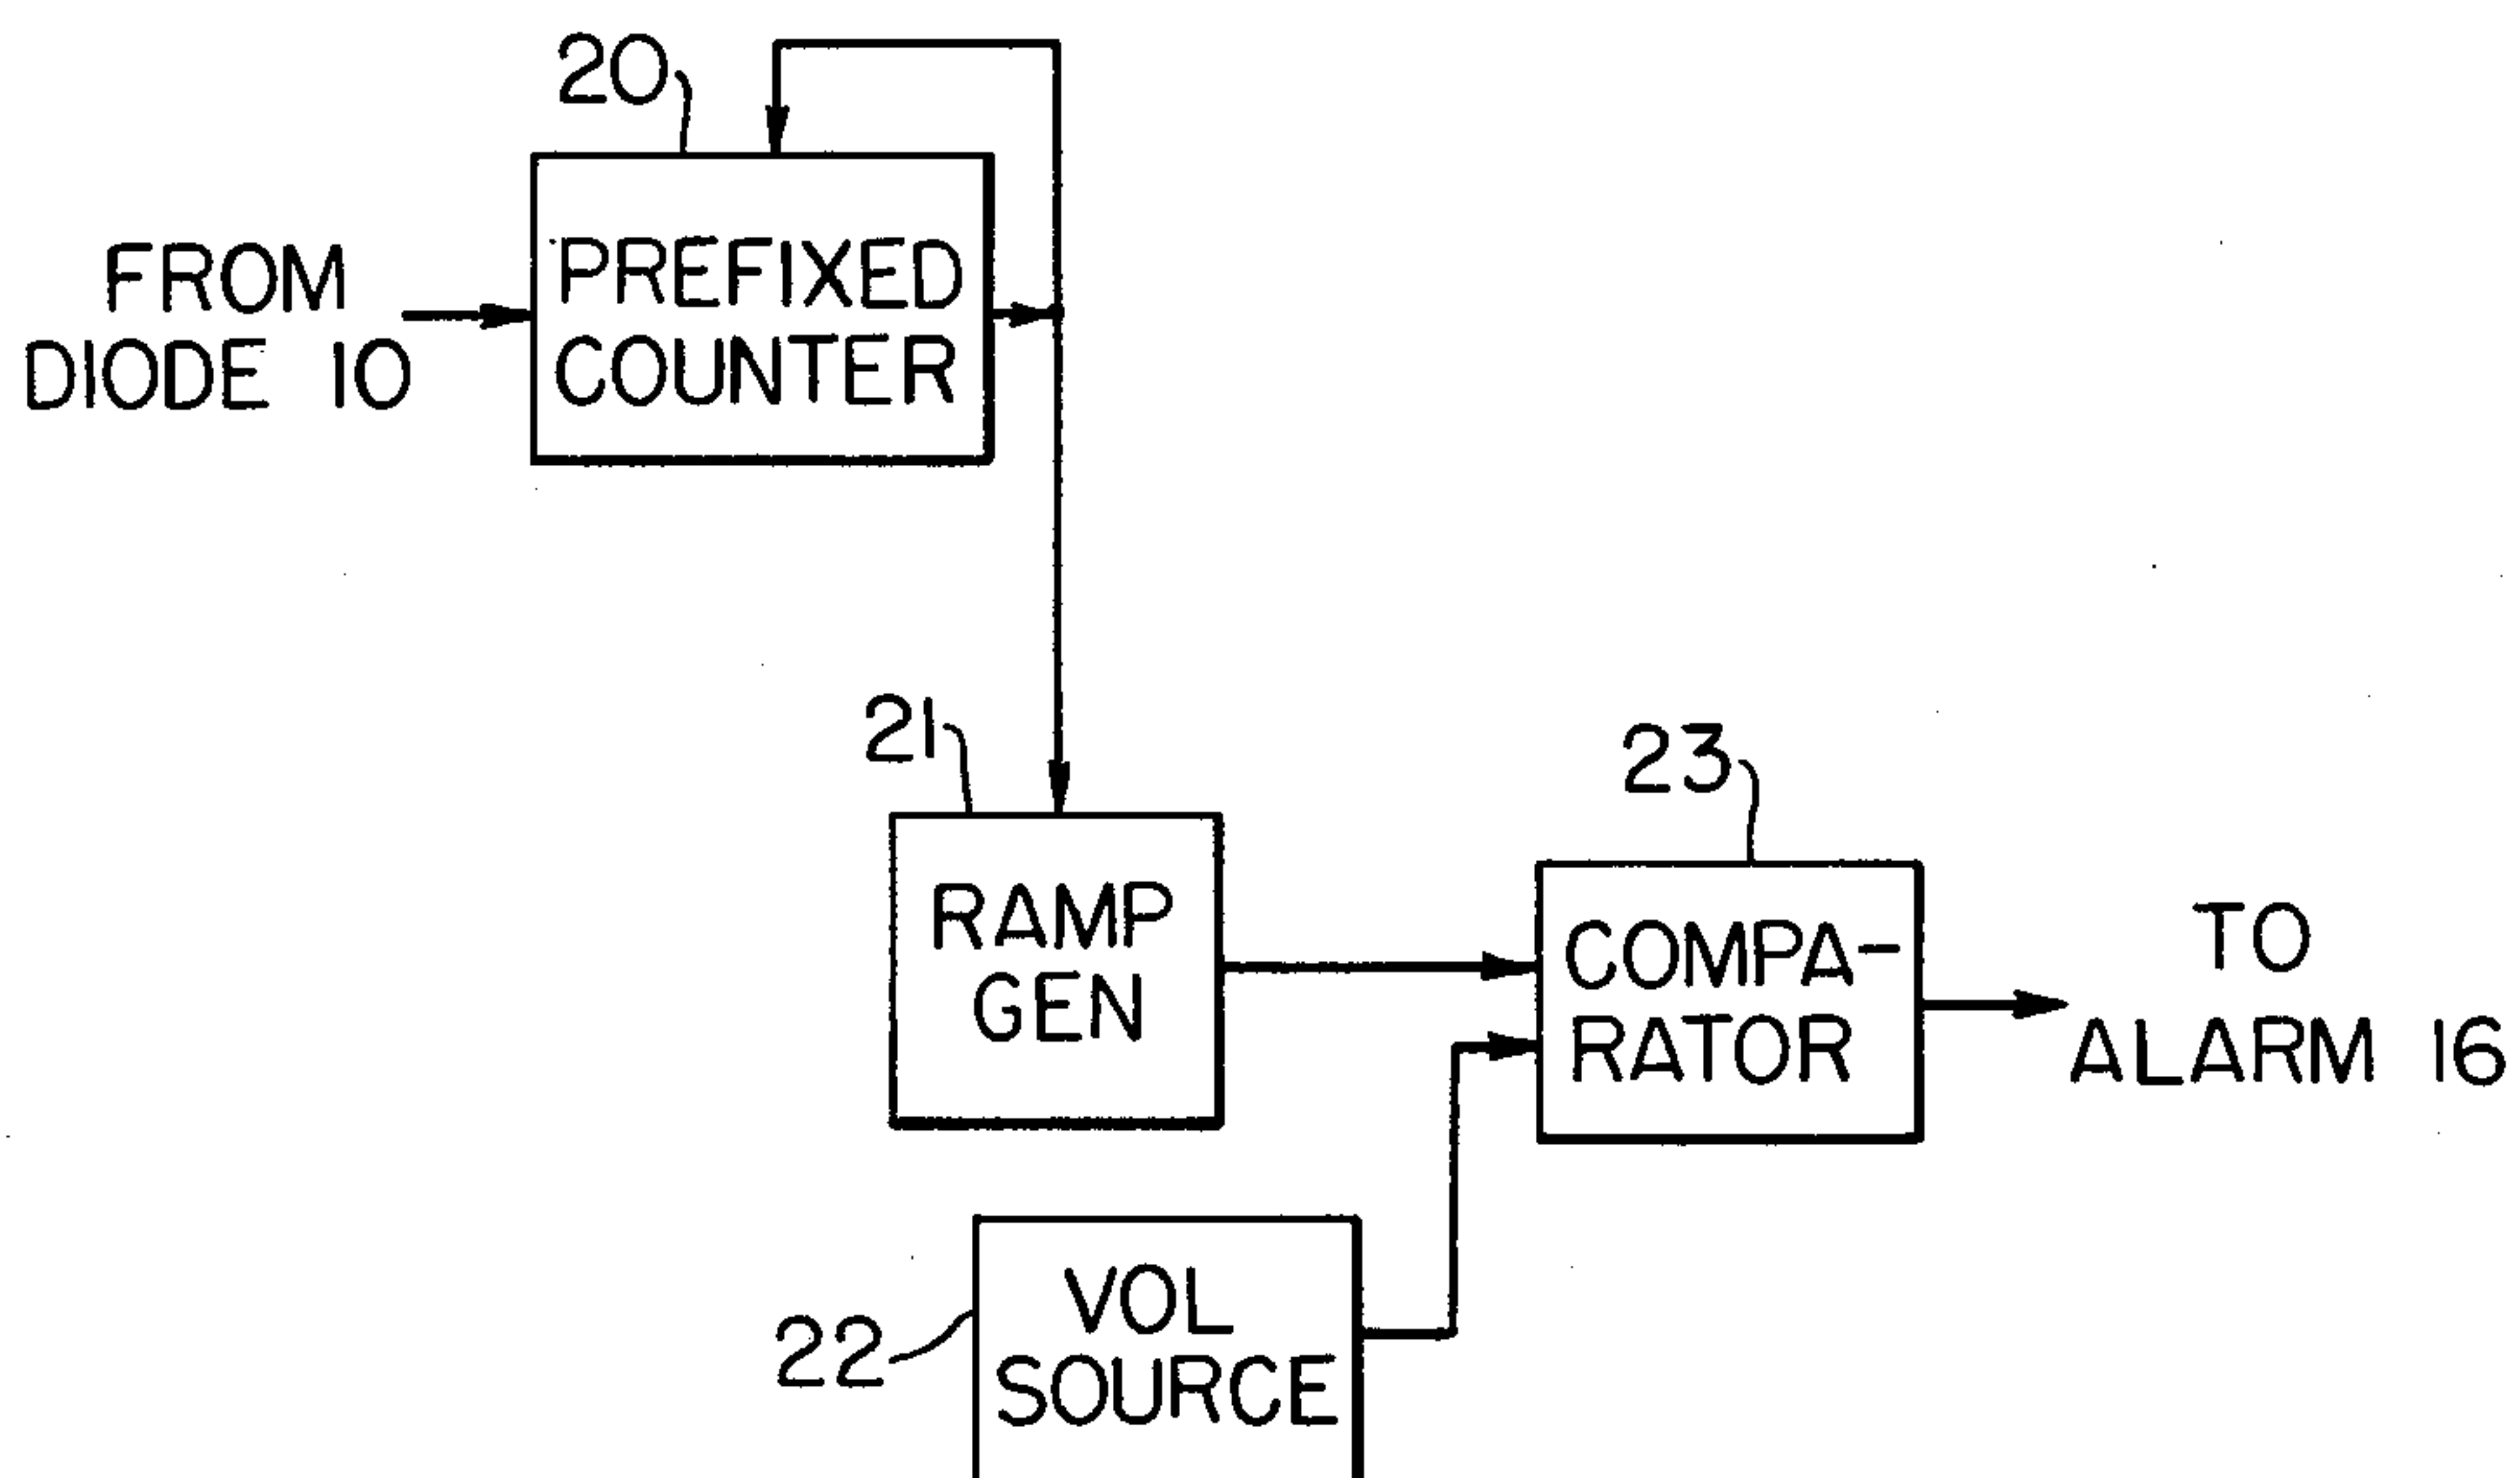 20
FROM
DIODE 10
PREFIXED
COUNTER
21
RAMP
GEN
23
COMPA-
RATOR
TO
ALARM 16
22
VOL
SOURCE